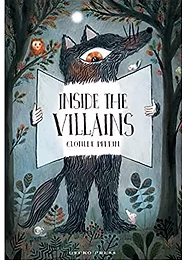 INSIDE THE
VILLAINS
CLOTILDE PERRIN
GECKO PRESS